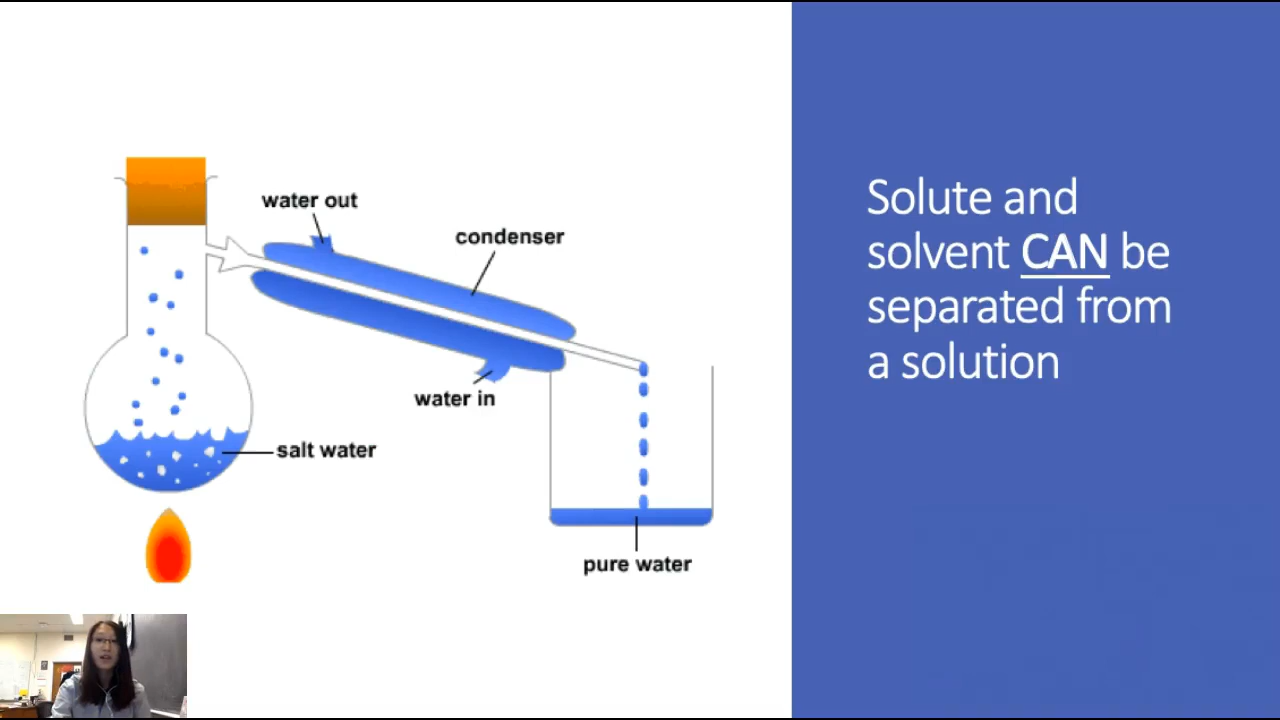 water out
condenser
water in
salt water
pure water
Solute and
solvent CAN be
separated from
a solution